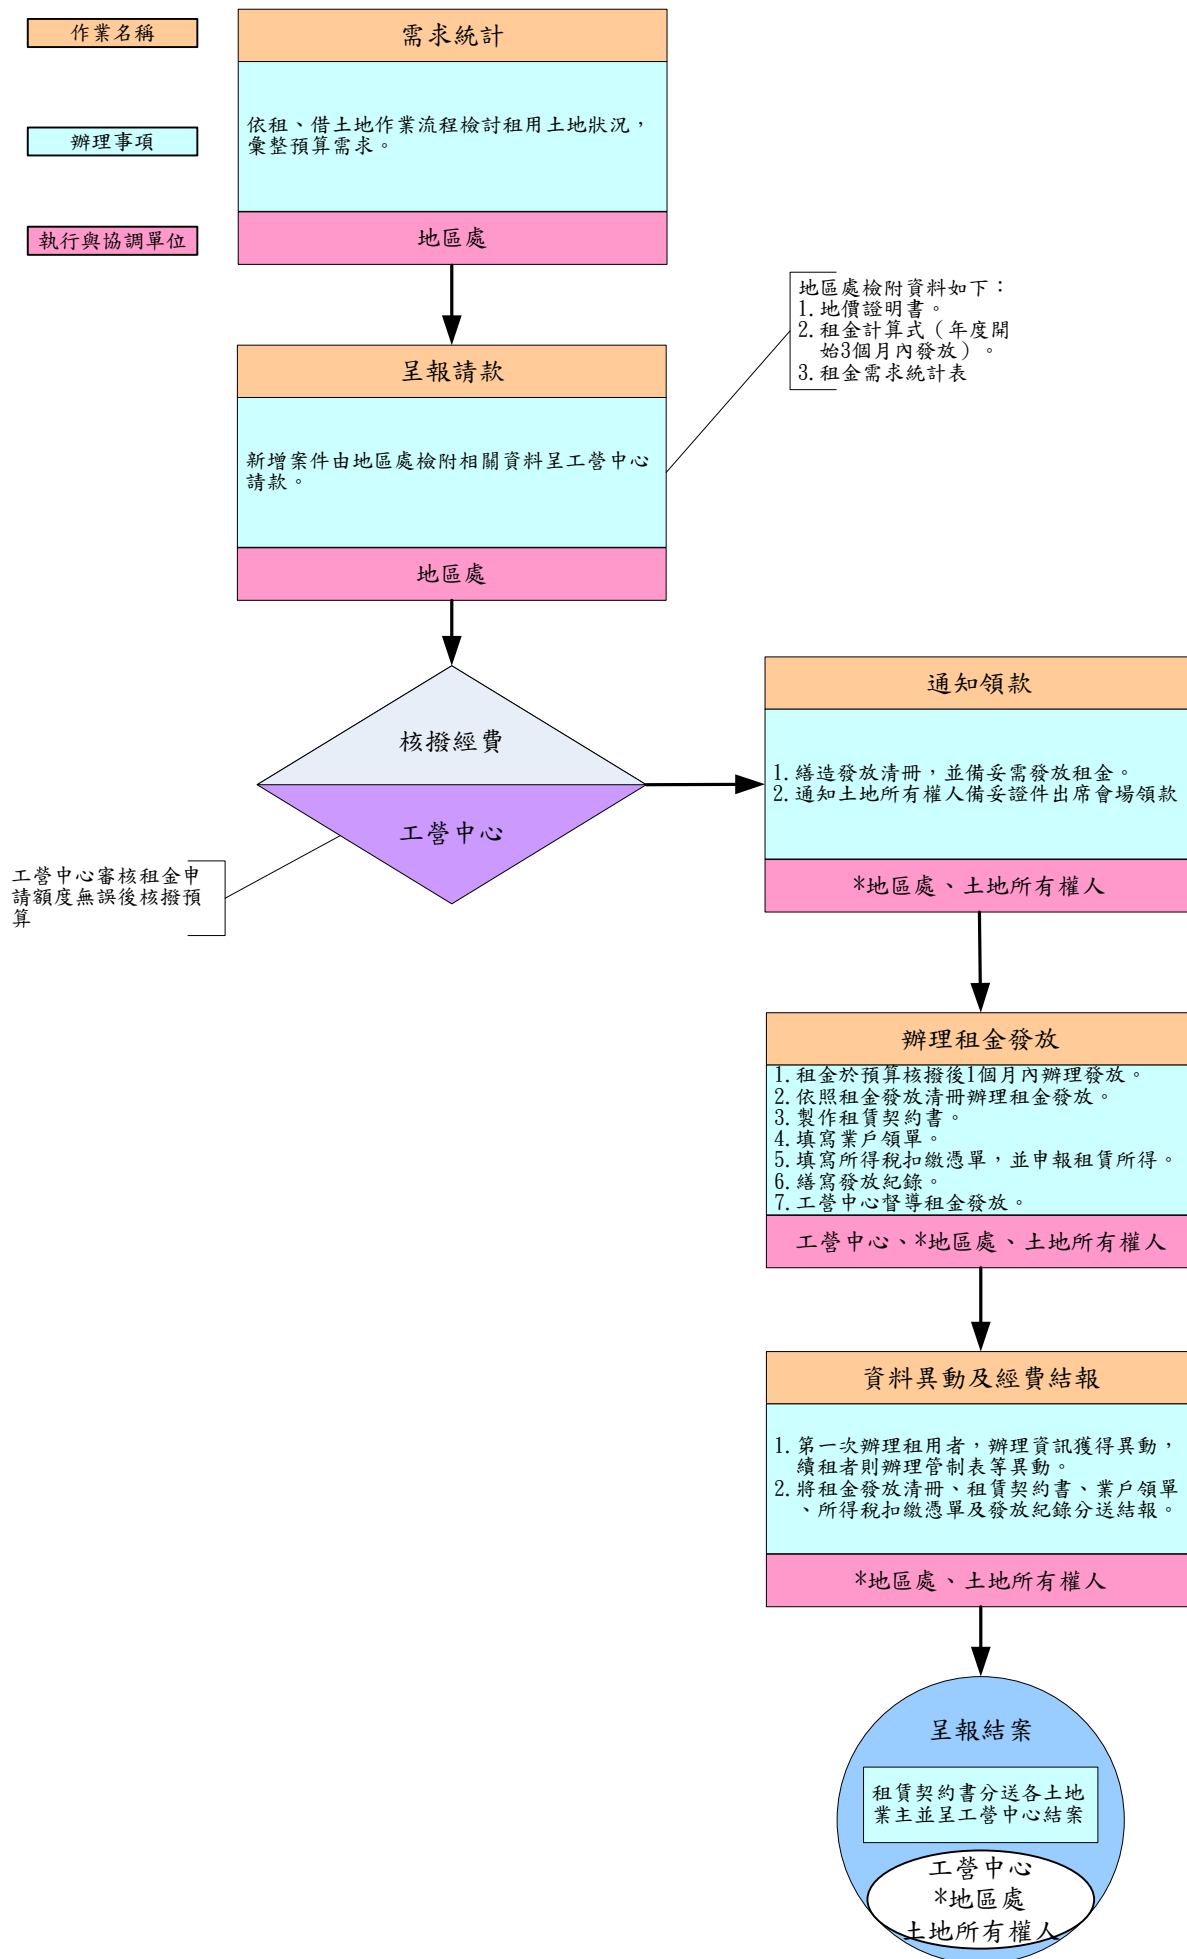 作業名稱
辦理事項
執行與協調單位
需求統計
依租、借土地作業流程檢討租用土地狀況，
彙整預算需求。
地區處
地區處檢附資料如下：
1.地價證明書。
2.租金計算式（年度開
始3個月內發放）。
3.租金需求統計表
呈報請款
新增案件由地區處檢附相關資料呈工營中心
請款。
地區處
核撥經費
工營中心
工營中心審核租金申
請額度無誤後核撥預
算
通知領款
1.繕造發放清冊，並備妥需發放租金。
2.通知土地所有權人備妥證件出席會場領款
*地區處、土地所有權人
辦理租金發放
1.租金於預算核撥後1個月內辦理發放。
2.依照租金發放清冊辦理租金發放。
3.製作租賃契約書。
4.填寫業戶領單。
5.填寫所得稅扣繳憑單，並申報租賃所得。
6.繕寫發放紀錄。
7.工營中心督導租金發放。
工營中心、*地區處、土地所有權人
資料異動及經費結報
1.第一次辦理租用者，辦理資訊獲得異動，
續租者則辦理管制表等異動。
2.將租金發放清冊、租賃契約書、業戶領單
、所得稅扣繳憑單及發放紀錄分送結報。
*地區處、土地所有權人
呈報結案
租賃契約書分送各土地
業主並呈工營中心結案
工營中心
*地區處
土地所有權人